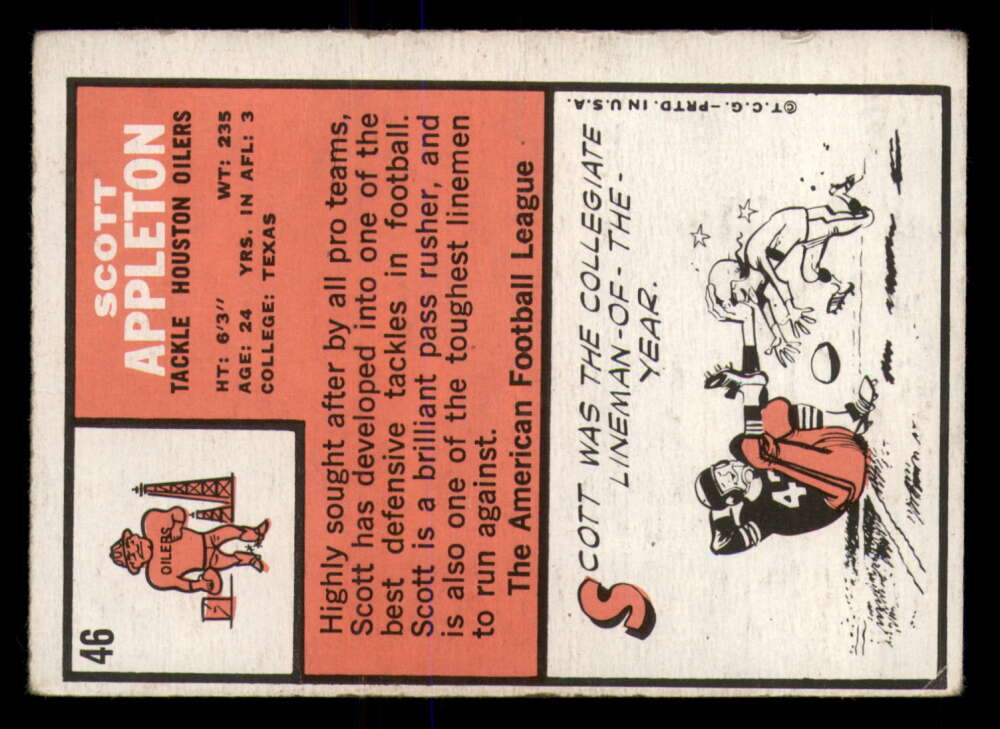 46
OILERS
SCOTT
APPLETON
TACKLE HOUSTON OILERS
HT: 6'3" WT: 235
AGE: 24 YRS. IN AFL: 3
COLLEGE: TEXAS
Highly sought after by all pro teams,
Scott has developed into one of the
best defensive tackles in football.
Scott is a brilliant pass rusher, and
is also one of the toughest linemen
to run against.
The American Football League
SCOTT WAS THE COLLEGIATE
LINEMAN-OF-THE-
YEAR.
4
©T.C.G.-PRTD. IN U.S.A.